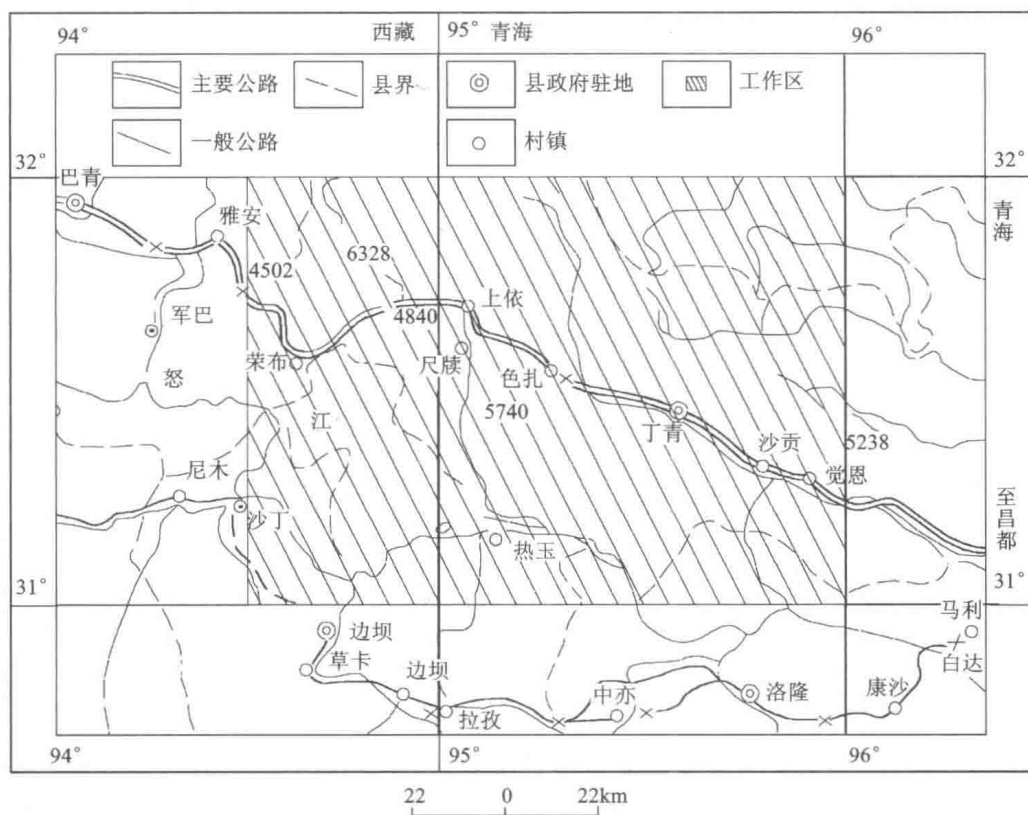 94° 西藏 95° 青海 96°
主要公路 县界 县政府驻地 工作区
一般公路 村镇
32° 32°
巴青
雅安
青海
6328
4502
上依
4840
军巴
荣布 尺牍
怒 色扎
江 5740
丁青
沙贡 5238
尼木 觉恩
沙丁
至昌都
热玉
31° 31°
马利
边坝
草卡 边坝 中亦 洛隆 康沙 白达
拉孜
94° 95° 96°
22 0 22km